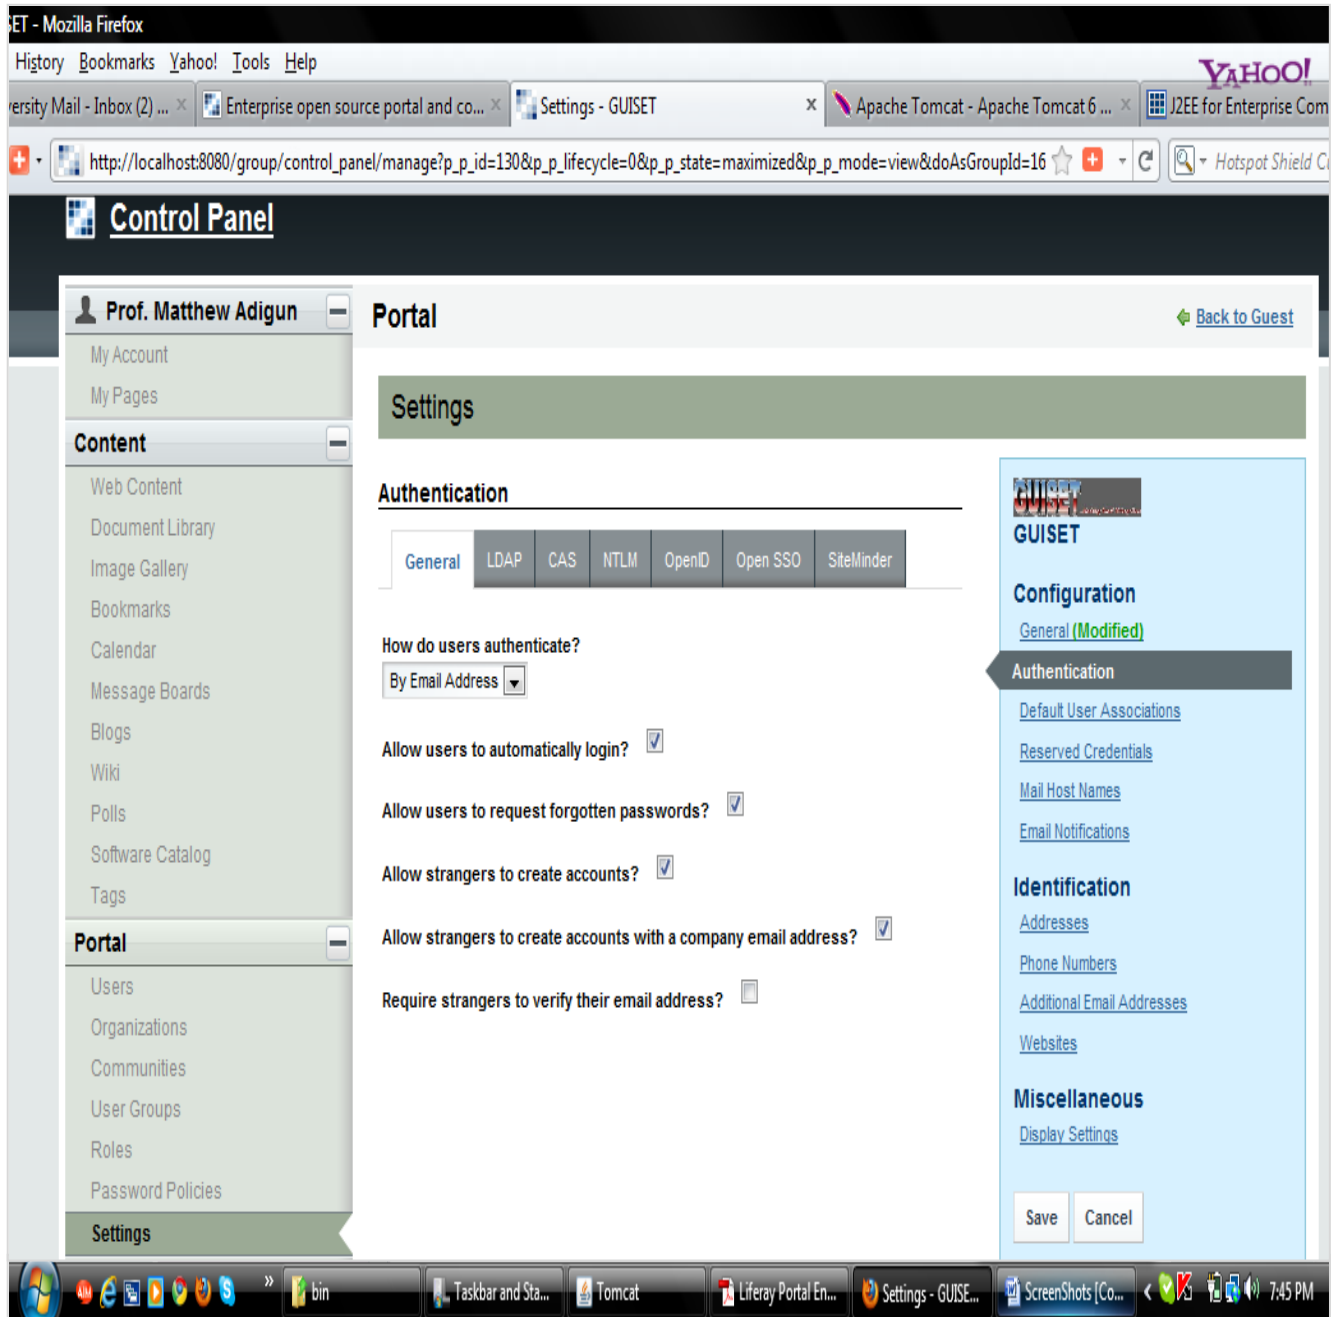 ET - Mozilla Firefox
History Bookmarks Yahoo! Tools Help
YAHOO!
ersity Mail - Inbox (2) ... × Enterprise open source portal and co... × Settings - GUISET x Apache Tomcat - Apache Tomcat 6 ... × J2EE for Enterprise Com
http://localhost:8080/group/control_panel/manage?p_p_id=130&p_p_lifecycle=0&p_p_state=maximized&p_p_mode=view&doAsGroupId=16 Hotspot Shield Cu
Control Panel
Prof. Matthew Adigun
My Account
My Pages
Content
Web Content
Document Library
Image Gallery
Bookmarks
Calendar
Message Boards
Blogs
Wiki
Polls
Software Catalog
Tags
Portal
Users
Organizations
Communities
User Groups
Roles
Password Policies
Settings
Portal
Back to Guest
Settings
Authentication
General LDAP CAS NTLM OpenID Open SSO SiteMinder
How do users authenticate?
By Email Address
Allow users to automatically login?
Allow users to request forgotten passwords?
Allow strangers to create accounts?
Allow strangers to create accounts with a company email address?
Require strangers to verify their email address?
GUISET
GUISET
Configuration
General (Modified)
Authentication
Default User Associations
Reserved Credentials
Mail Host Names
Email Notifications
Identification
Addresses
Phone Numbers
Additional Email Addresses
Websites
Miscellaneous
Display Settings
Save Cancel
» bin Taskbar and Sta... Tomcat Liferay Portal En... Settings - GUISE... ScreenShots [Co... 7:45 PM